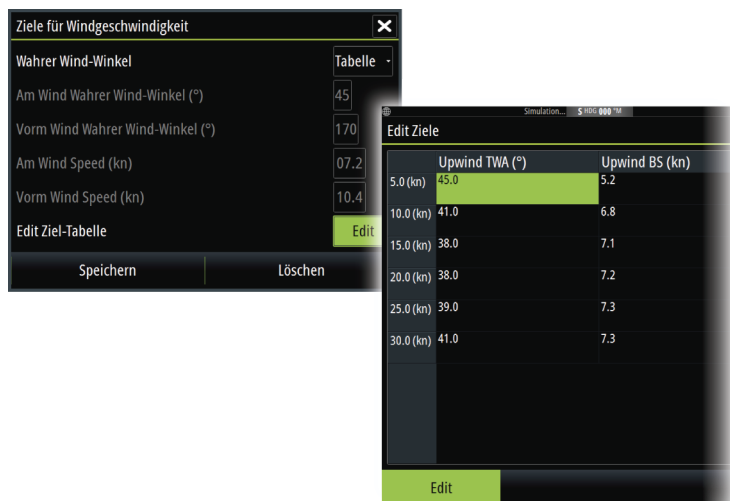 Ziele für Windgeschwindigkeit
Wahrer Wind-Winkel Tabelle
Am Wind Wahrer Wind-Winkel (°) 45
Vorm Wind Wahrer Wind-Winkel (°) 170
Am Wind Speed (kn) 07.2
Vorm Wind Speed (kn) 10.4
Edit Ziel-Tabelle Edit
Speichern Löschen
Simulation... S HDG 000 °M
Edit Ziele
Upwind TWA (°) Upwind BS (kn)
5.0 (kn) 45.0 5.2
10.0 (kn) 41.0 6.8
15.0 (kn) 38.0 7.1
20.0 (kn) 38.0 7.2
25.0 (kn) 39.0 7.3
30.0 (kn) 41.0 7.3
Edit